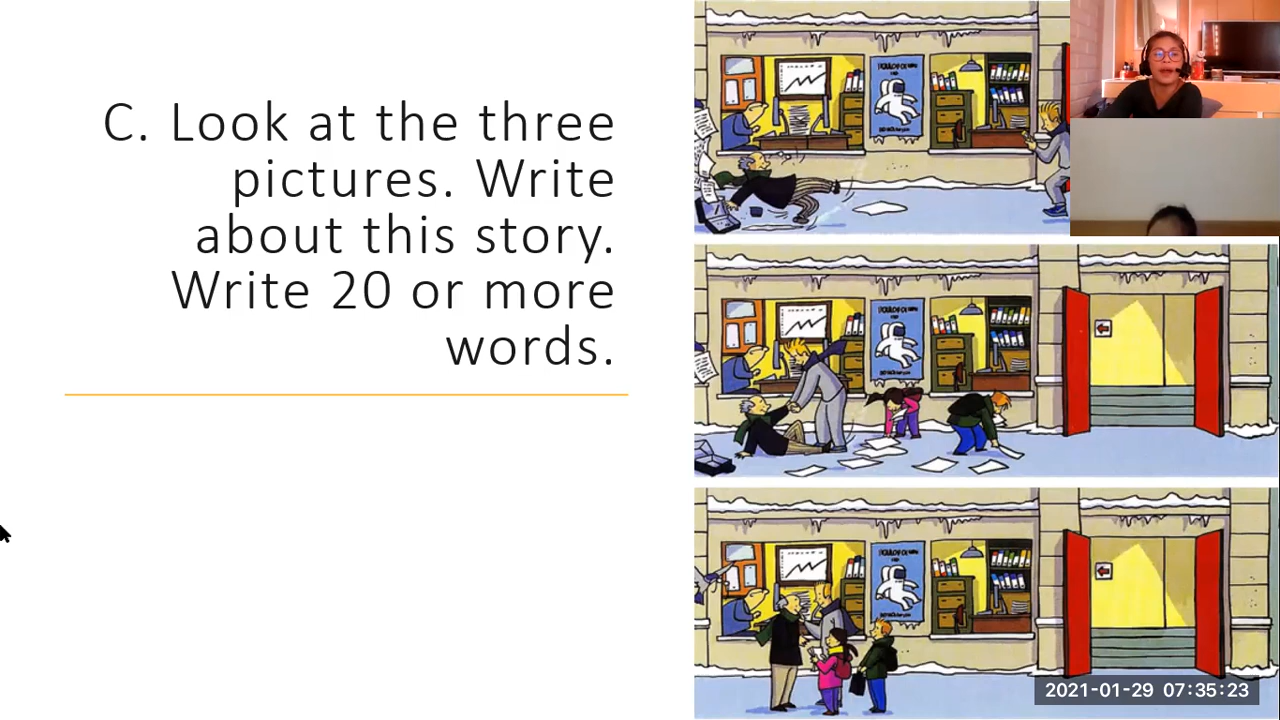 C. Look at the three
pictures. Write
about this story.
Write 20 or more
words.
2021-01-29 07:35:23